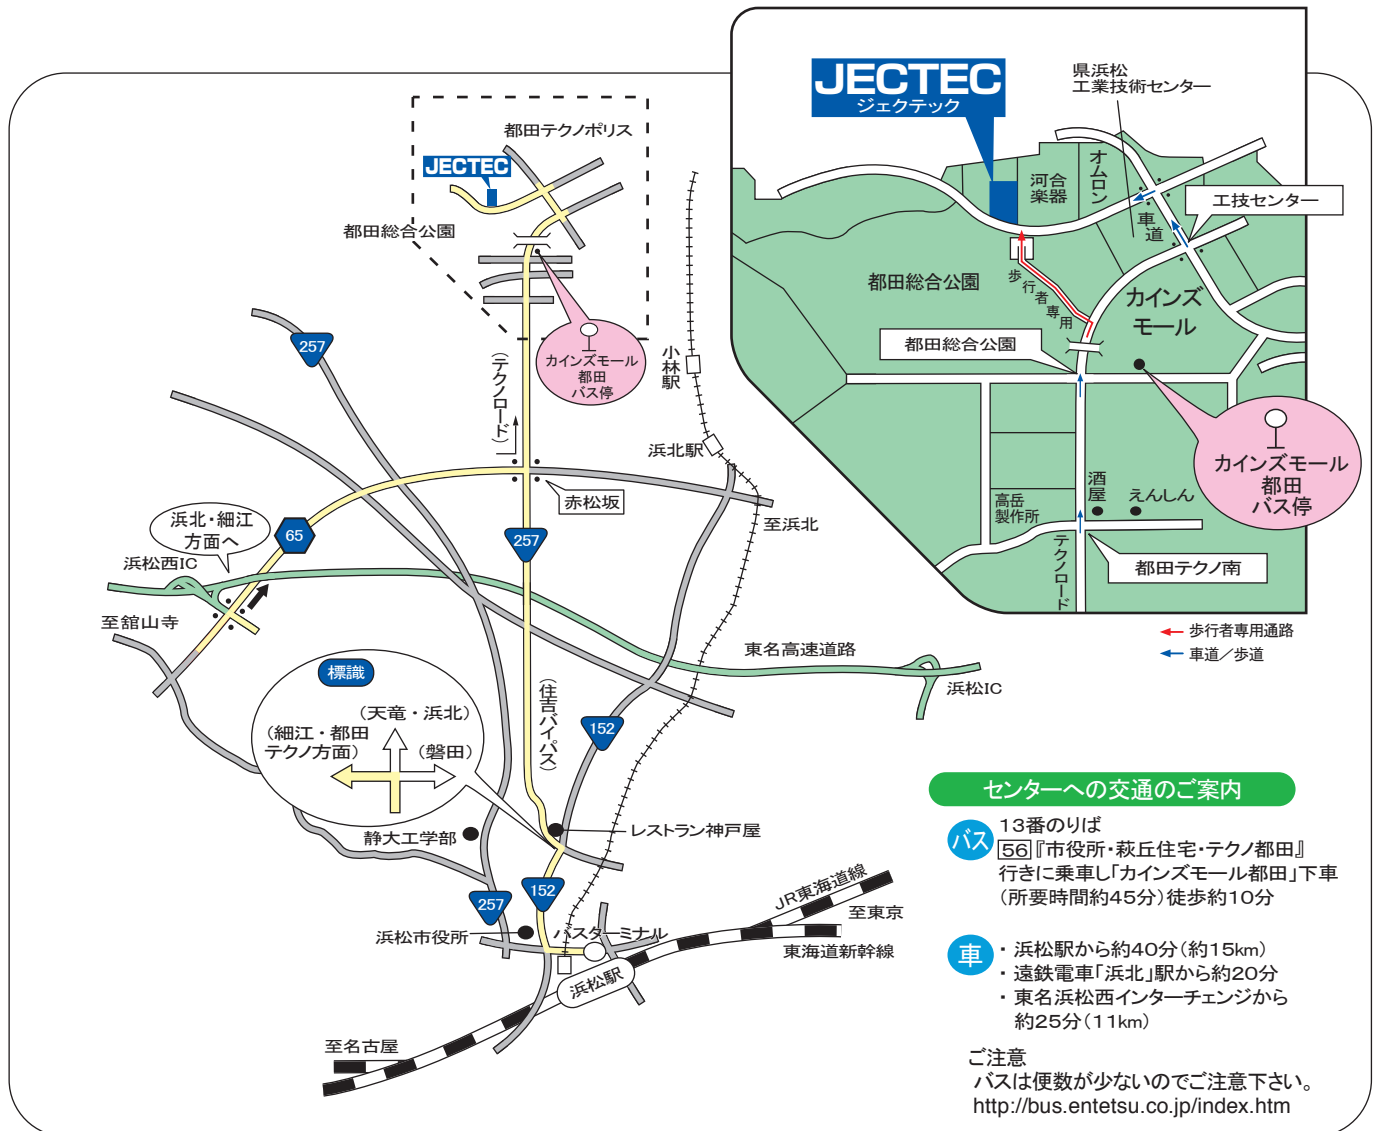 JECTEC
ジェクテック
県浜松
工業技術センター
オムロン
河合
楽器
車道
工技センター
都田総合公園
歩行者専用
カインズ
モール
都田総合公園
カインズモール
都田
バス停
酒屋
えんしん
高岳
製作所
テクノロード
都田テクノ南
歩行者専用通路
車道／歩道
都田テクノポリス
JECTEC
都田総合公園
カインズモール
都田
バス停
(テクノロード)
小林駅
浜北駅
257
赤松坂
至浜北
浜北・細江
方面へ
65
浜松西IC
257
至舘山寺
東名高速道路
浜松IC
標識
(天竜・浜北)
(細江・都田
テクノ方面)
(磐田)
(住吉バイパス)
152
静大工学部
レストラン神戸屋
152
257
浜松市役所
バスターミナル
JR東海道線
至東京
東海道新幹線
浜松駅
至名古屋
センターへの交通のご案内
バス
13番のりば
56『市役所・萩丘住宅・テクノ都田』
行きに乗車し「カインズモール都田」下車
(所要時間約45分)徒歩約10分
車
・浜松駅から約40分(約15km)
・遠鉄電車「浜北」駅から約20分
・東名浜松西インターチェンジから
約25分(11km)
ご注意
バスは便数が少ないのでご注意下さい。
http://bus.entetsu.co.jp/index.htm